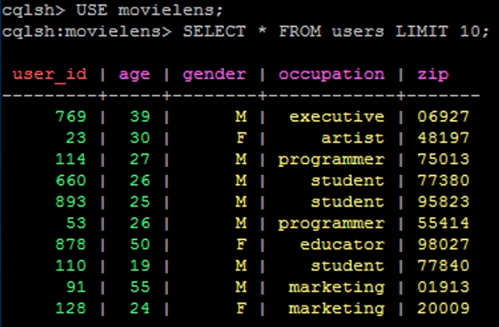 cqlsh> USE movielens;
cqlsh:movielens> SELECT * FROM users LIMIT 10;
user_id | age | gender | occupation | zip
---------+-----+--------+------------+-------
769 | 39 | M | executive | 06927
23 | 30 | F | artist | 48197
114 | 27 | M | programmer | 75013
660 | 26 | M | student | 77380
893 | 25 | M | student | 95823
53 | 26 | M | programmer | 55414
878 | 50 | F | educator | 98027
110 | 19 | M | student | 77840
91 | 55 | M | marketing | 01913
128 | 24 | F | marketing | 20009